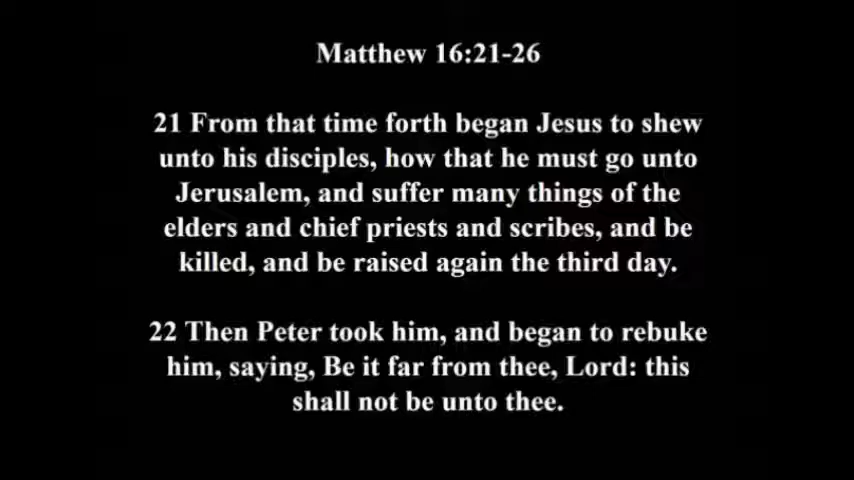 Matthew 16:21-26
21 From that time forth began Jesus to shew
unto his disciples, how that he must go unto
Jerusalem, and suffer many things of the
elders and chief priests and scribes, and be
killed, and be raised again the third day.
22 Then Peter took him, and began to rebuke
him, saying, Be it far from thee, Lord: this
shall not be unto thee.